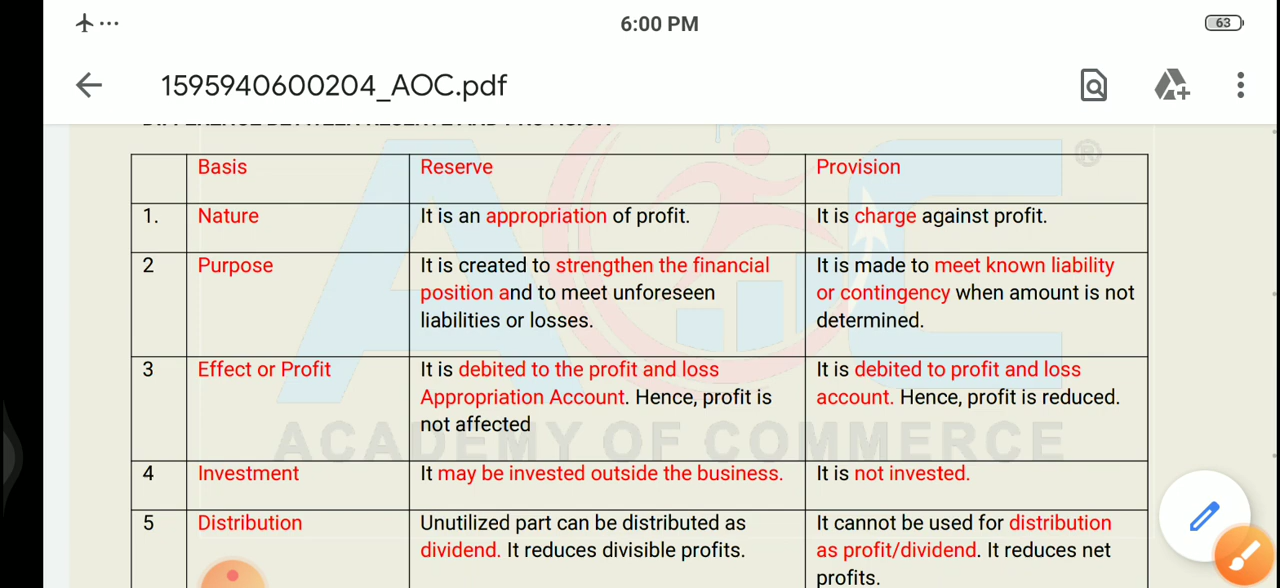 6:00 PM
63
1595940600204_AOC.pdf
DIFFERENCE BETWEEN RESERVE AND PROVISION
Basis Reserve Provision
1. Nature It is an appropriation of profit. It is charge against profit.
2 Purpose It is created to strengthen the financial It is made to meet known liability
position and to meet unforeseen or contingency when amount is not
liabilities or losses. determined.
3 Effect or Profit It is debited to the profit and loss It is debited to profit and loss
Appropriation Account. Hence, profit is account. Hence, profit is reduced.
not affected
ACADEMY OF COMMERCE
4 Investment It may be invested outside the business. It is not invested.
5 Distribution Unutilized part can be distributed as It cannot be used for distribution
dividend. It reduces divisible profits. as profit/dividend. It reduces net
profits.